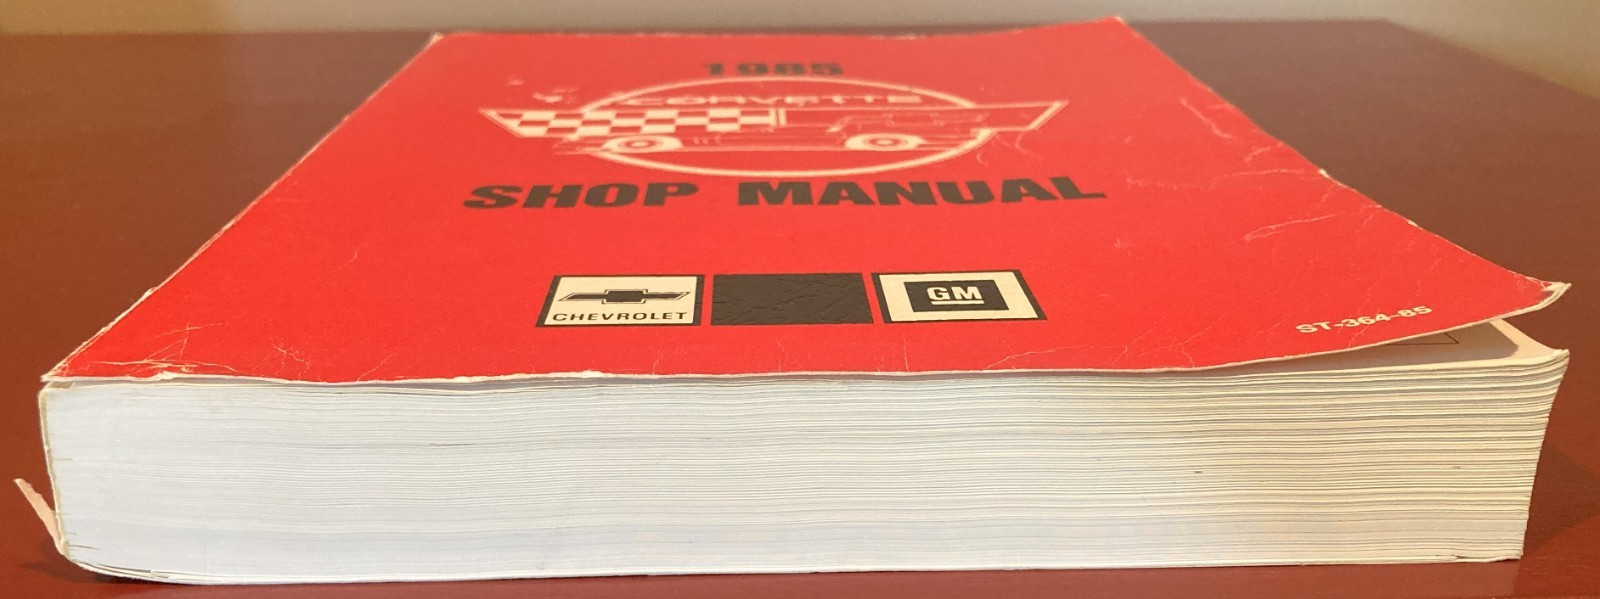 1985
CORVETTE
SHOP MANUAL
CHEVROLET
GM
ST-364-85